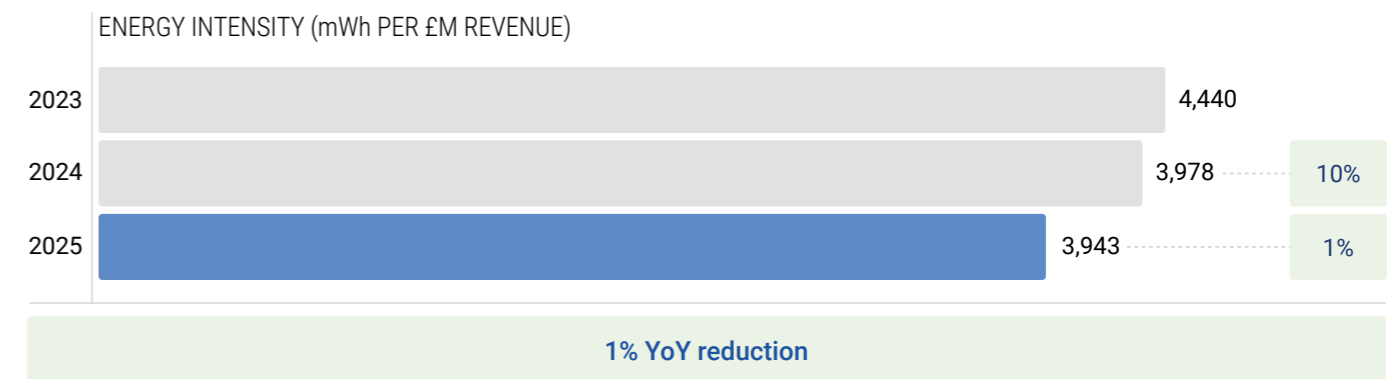 ENERGY INTENSITY (mWh PER £M REVENUE)
2023 4,440
2024 3,978 10%
2025 3,943 1%
1% YoY reduction